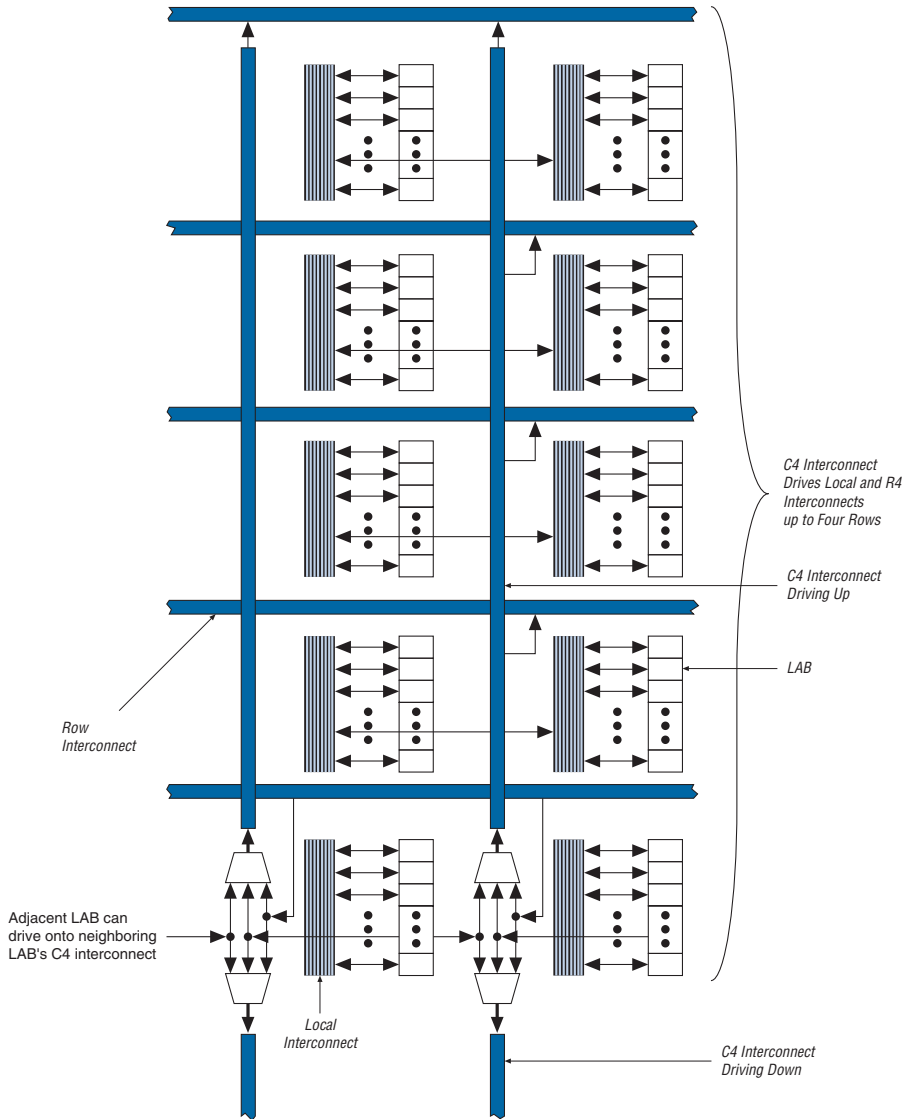 C4 Interconnect
Drives Local and R4
Interconnects
up to Four Rows
C4 Interconnect
Driving Up
LAB
Row
Interconnect
Adjacent LAB can
drive onto neighboring
LAB's C4 interconnect
Local
Interconnect
C4 Interconnect
Driving Down